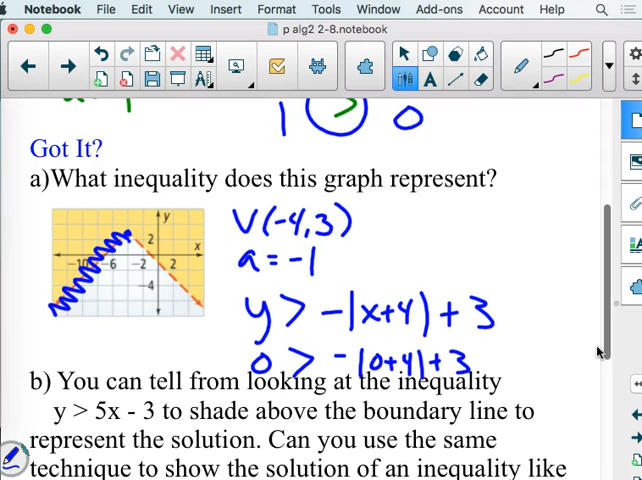 Notebook Insert Format Tools Window Add-ons Account Help
p alg2 2-8.notebook
1 > 0
Got It?
a)What inequality does this graph represent?
V(-4,3)
a = -1
y > -|x+4| + 3
0 > -|0+4|+3
y
2
x
-10 -6 -2 2
-4
b) You can tell from looking at the inequality
y > 5x - 3 to shade above the boundary line to
represent the solution. Can you use the same
technique to show the solution of an inequality like